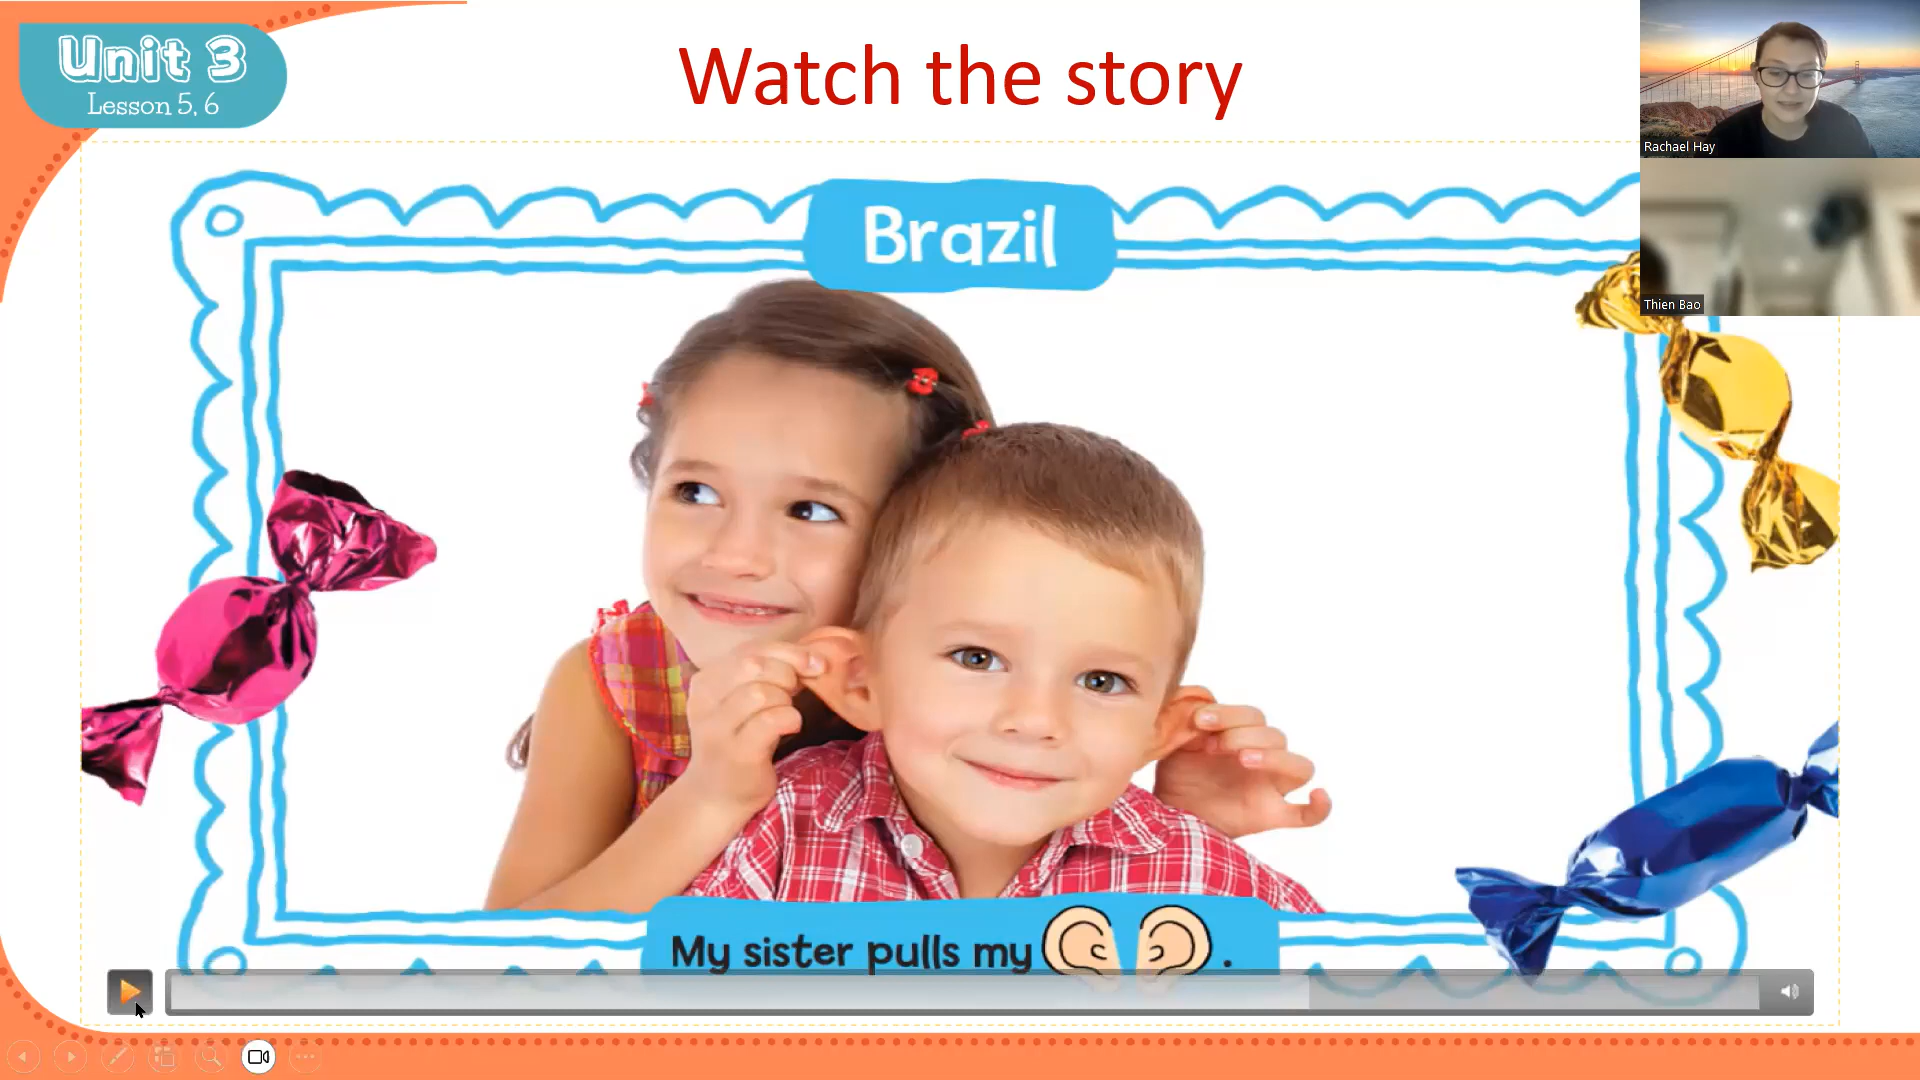 Unit 3
Lesson 5, 6
Watch the story
Rachael Hay
Thien Bao
Brazil
My sister pulls my .